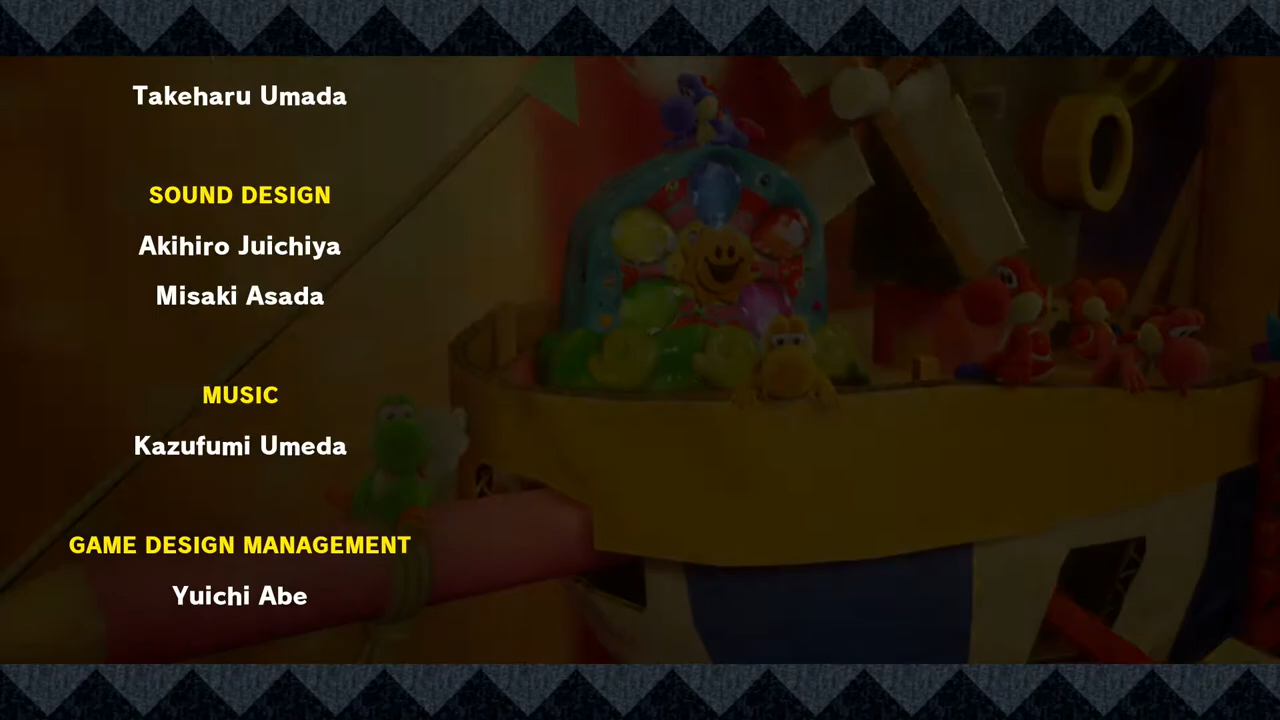 Takeharu Umada
SOUND DESIGN
Akihiro Juichiya
Misaki Asada
MUSIC
Kazufumi Umeda
GAME DESIGN MANAGEMENT
Yuichi Abe